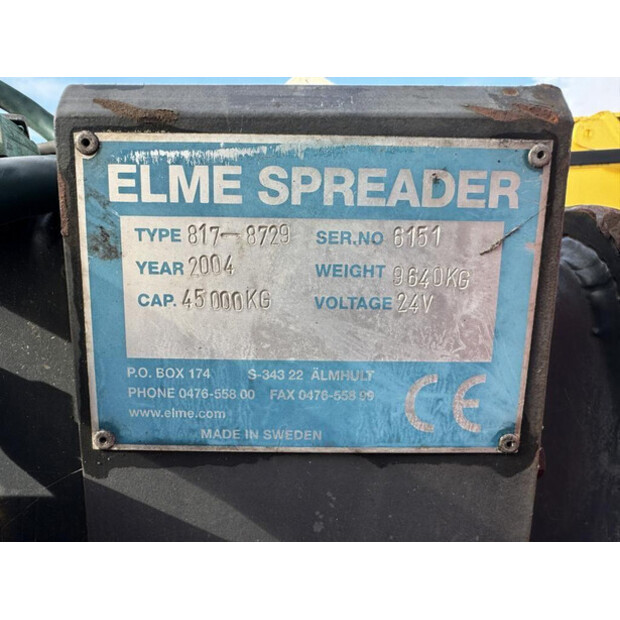 ELME SPREADER
TYPE 817-8729 SER.NO 6151
YEAR 2004 WEIGHT 9640KG
CAP. 45000KG VOLTAGE 24V
P.O. BOX 174 S-343 22 ÄLMHULT
PHONE 0476-558 00 FAX 0476-558 99
www.elme.com
CE
MADE IN SWEDEN